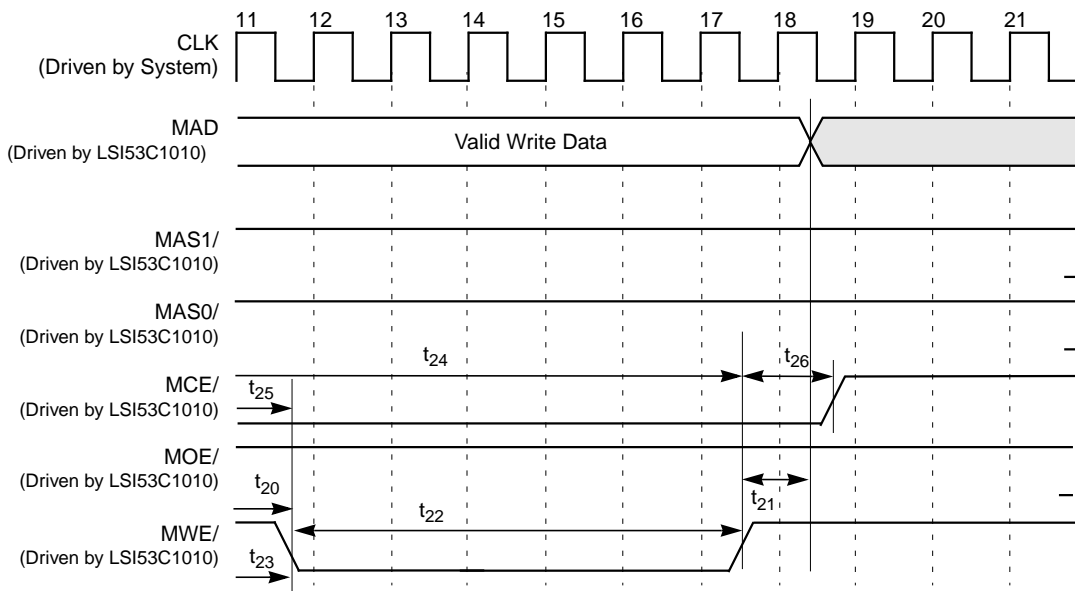 11 12 13 14 15 16 17 18 19 20 21
CLK
(Driven by System)
MAD
(Driven by LSI53C1010)
Valid Write Data
MAS1/
(Driven by LSI53C1010)
MAS0/
(Driven by LSI53C1010)
t24
t26
MCE/
(Driven by LSI53C1010)
t25
MOE/
(Driven by LSI53C1010)
t20
t22
t21
MWE/
(Driven by LSI53C1010)
t23